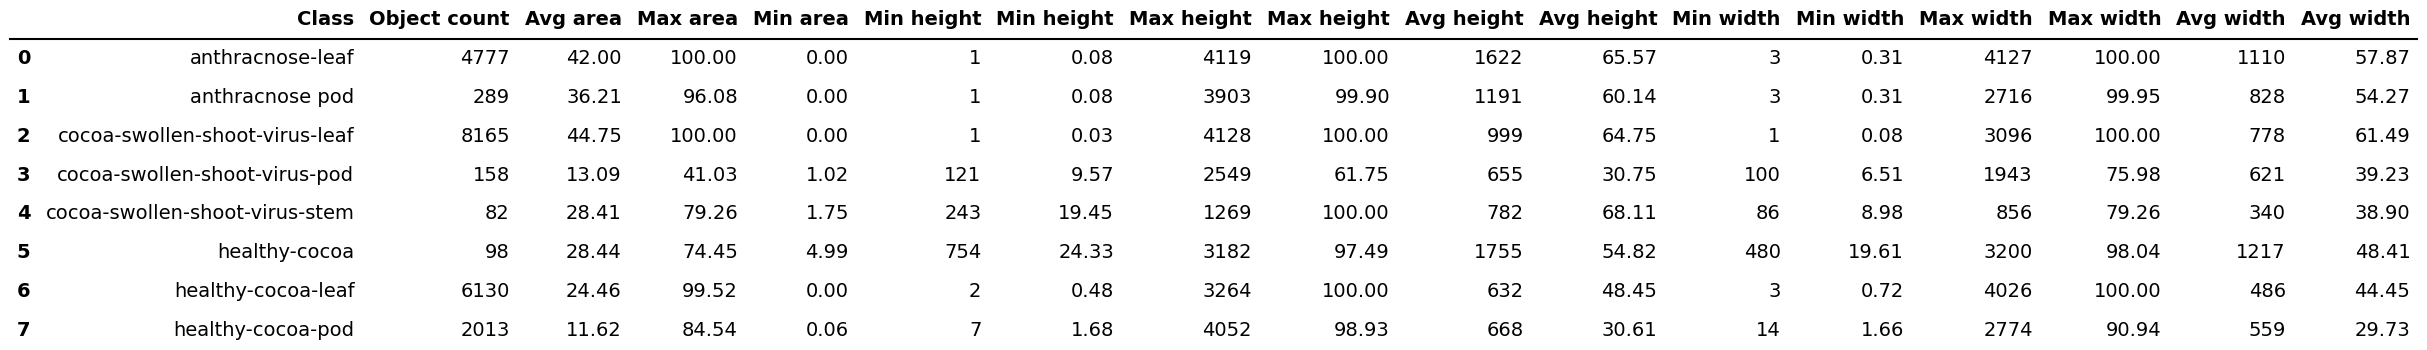 Class Object count Avg area Max area Min area Min height Min height Max height Max height Avg height Avg height Min width Min width Max width Max width Avg width Avg width
0 anthracnose-leaf 4777 42.00 100.00 0.00 1 0.08 4119 100.00 1622 65.57 3 0.31 4127 100.00 1110 57.87
1 anthracnose pod 289 36.21 96.08 0.00 1 0.08 3903 99.90 1191 60.14 3 0.31 2716 99.95 828 54.27
2 cocoa-swollen-shoot-virus-leaf 8165 44.75 100.00 0.00 1 0.03 4128 100.00 999 64.75 1 0.08 3096 100.00 778 61.49
3 cocoa-swollen-shoot-virus-pod 158 13.09 41.03 1.02 121 9.57 2549 61.75 655 30.75 100 6.51 1943 75.98 621 39.23
4 cocoa-swollen-shoot-virus-stem 82 28.41 79.26 1.75 243 19.45 1269 100.00 782 68.11 86 8.98 856 79.26 340 38.90
5 healthy-cocoa 98 28.44 74.45 4.99 754 24.33 3182 97.49 1755 54.82 480 19.61 3200 98.04 1217 48.41
6 healthy-cocoa-leaf 6130 24.46 99.52 0.00 2 0.48 3264 100.00 632 48.45 3 0.72 4026 100.00 486 44.45
7 healthy-cocoa-pod 2013 11.62 84.54 0.06 7 1.68 4052 98.93 668 30.61 14 1.66 2774 90.94 559 29.73